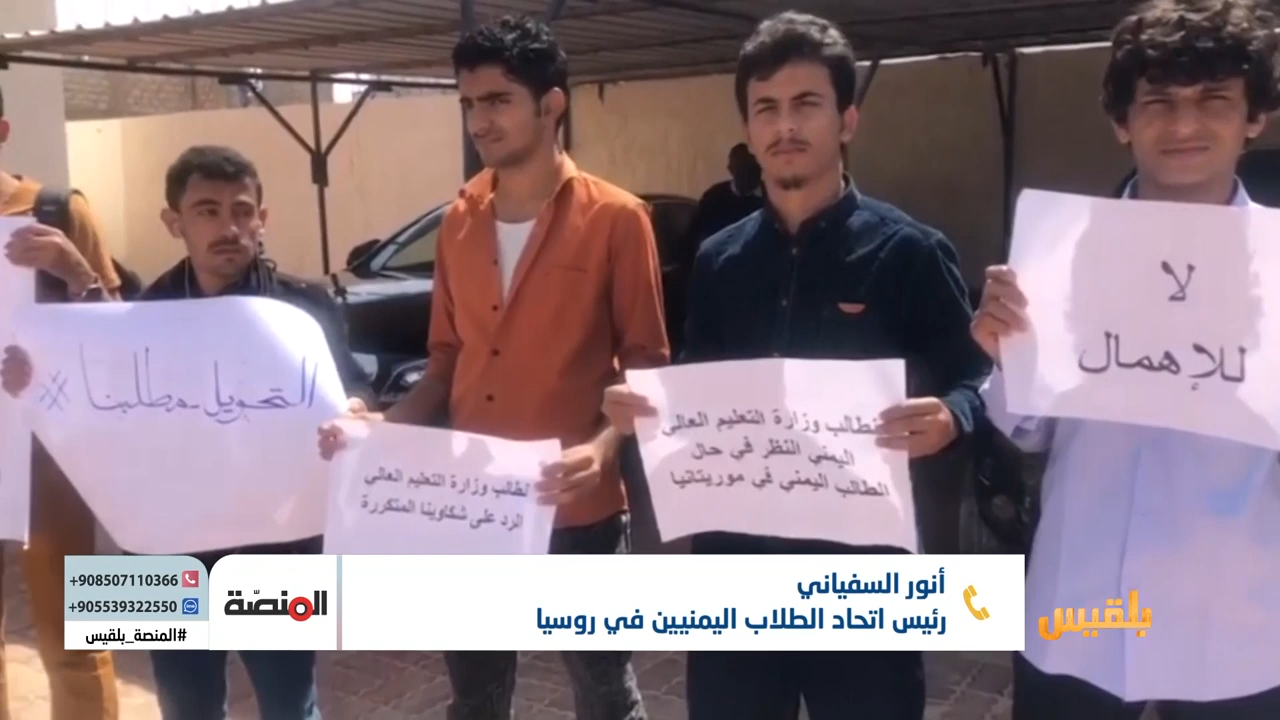 لا
للإهمال
نطالب وزارة التعليم العالي
اليمني النظر في حال
الطالب اليمني في موريتانيا
نطالب وزارة التعليم العالي
الرد على شكاوينا المتكررة
#التحويل_مطلبنا
أنور السفياني
رئيس اتحاد الطلاب اليمنيين في روسيا
بلقيس
المنصّة
+908507110366
+905539322550
#المنصة_بلقيس